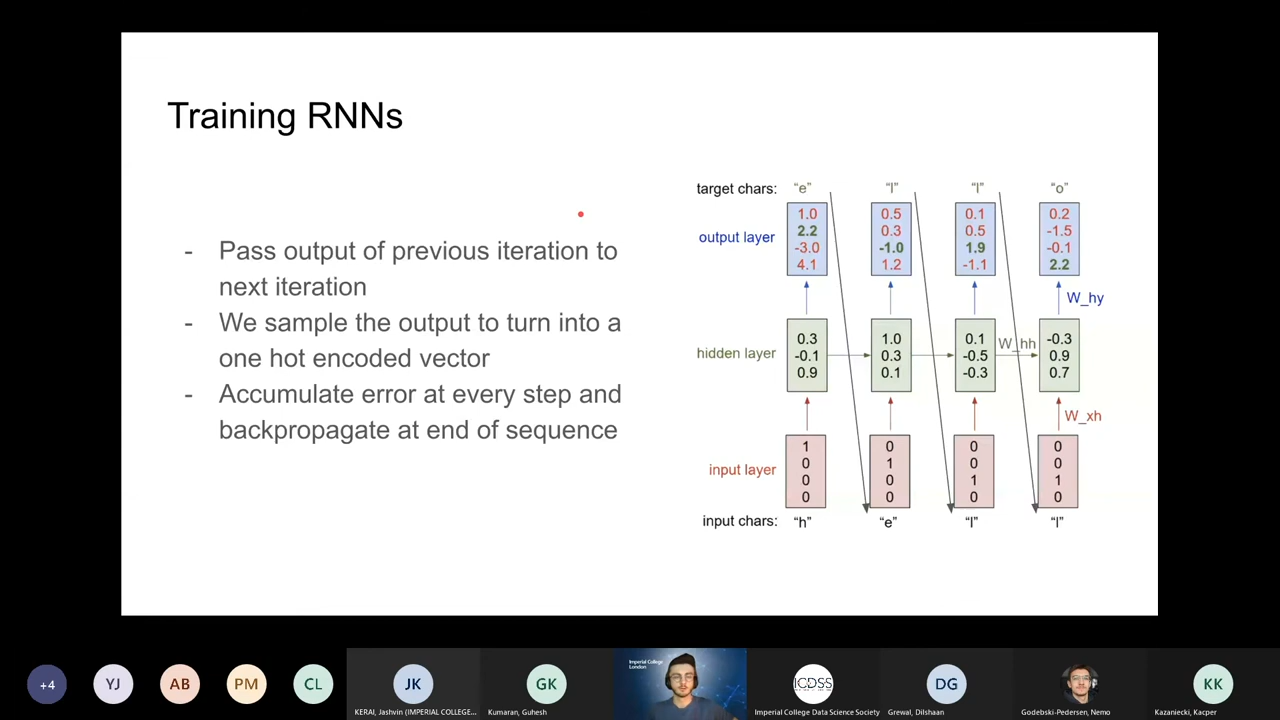 Training RNNs
- Pass output of previous iteration to
next iteration
- We sample the output to turn into a
one hot encoded vector
- Accumulate error at every step and
backpropagate at end of sequence
target chars: "e" "l" "l" "o"
output layer
1.0 0.5 0.1 0.2
2.2 0.3 0.5 -1.5
-3.0 -1.0 1.9 -0.1
4.1 1.2 -1.1 2.2
W_hy
hidden layer
W_hh
0.3 1.0 0.1 -0.3
-0.1 0.3 -0.5 0.9
0.9 0.1 -0.3 0.7
W_xh
input layer
1 0 0 0
0 1 0 0
0 0 1 1
0 0 0 0
input chars: "h" "e" "l" "l"
+4 YJ AB PM CL JK GK ICDSS DG KK
Imperial College
London
KERAI, Jashvin (IMPERIAL COLLEGE... Kumaran, Guhesh Imperial College Data Science Society Grewal, Dilshaan Godebski-Pedersen, Nemo Kazaniecki, Kacper